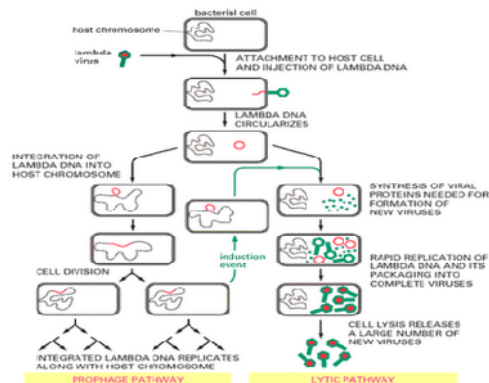 bacterial cell
host chromosome
lambda
virus
ATTACHMENT TO HOST CELL
AND INJECTION OF LAMBDA DNA
LAMBDA DNA
CIRCULARIZES
INTEGRATION OF
LAMBDA DNA INTO
HOST CHROMOSOME
SYNTHESIS OF VIRAL
PROTEINS NEEDED FOR
FORMATION OF
NEW VIRUSES
induction
event
RAPID REPLICATION OF
LAMBDA DNA AND ITS
PACKAGING INTO
COMPLETE VIRUSES
CELL DIVISION
CELL LYSIS RELEASES
A LARGE NUMBER OF
NEW VIRUSES
INTEGRATED LAMBDA DNA REPLICATES
ALONG WITH HOST CHROMOSOME
PROPHAGE PATHWAY
LYTIC PATHWAY